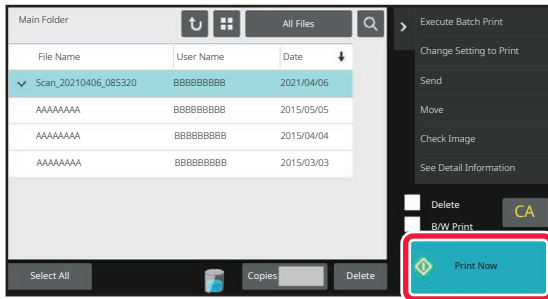 Main Folder
All Files
File Name User Name Date
Scan_20210406_085320 BBBBBBBBB 2021/04/06
AAAAAAAA BBBBBBBBB 2015/05/05
AAAAAAAA BBBBBBBBB 2015/04/04
AAAAAAAA BBBBBBBBB 2015/03/03
Select All
Copies
Delete
Execute Batch Print
Change Setting to Print
Send
Move
Check Image
See Detail Information
Delete
B/W Print
CA
Print Now